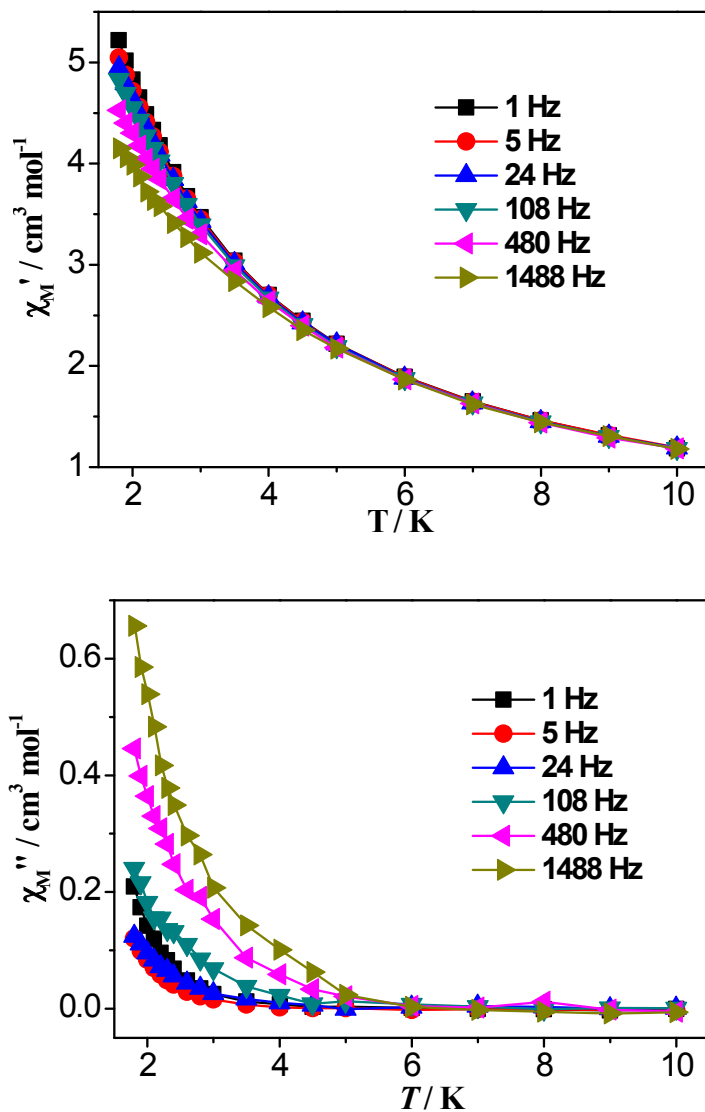 χM' / cm³ mol⁻¹
5
4
3
2
1
1 Hz
5 Hz
24 Hz
108 Hz
480 Hz
1488 Hz
2 4 6 8 10
T / K
χM'' / cm³ mol⁻¹
0.6
0.4
0.2
0.0
1 Hz
5 Hz
24 Hz
108 Hz
480 Hz
1488 Hz
2 4 6 8 10
T / K